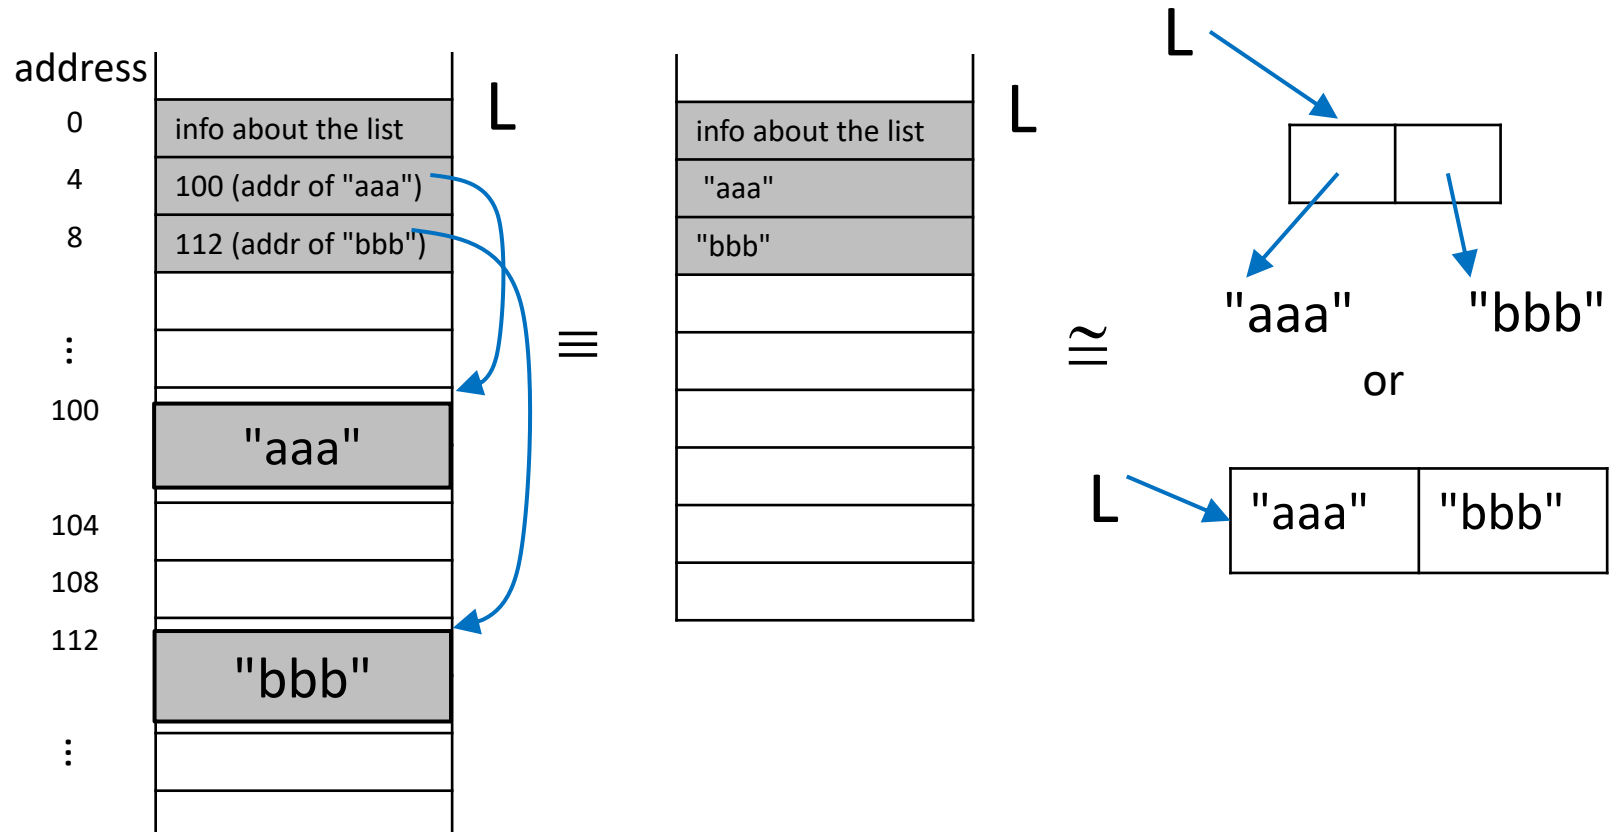 address
0
4
8
⋮
100
104
108
112
⋮
info about the list
100 (addr of "aaa")
112 (addr of "bbb")
"aaa"
"bbb"
L
≡
info about the list
"aaa"
"bbb"
L
≅
L
"aaa" "bbb"
or
L
"aaa" "bbb"